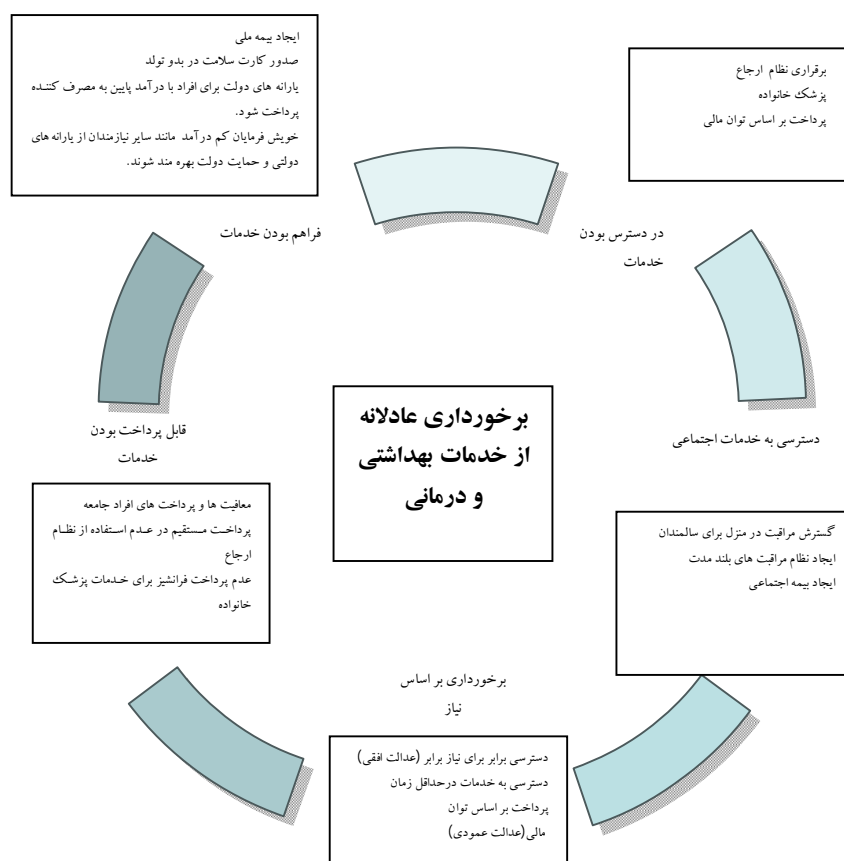 ایجاد بیمه ملی
صدور کارت سلامت در بدو تولد
یارانه های دولت برای افراد با درآمد پایین به مصرف کننده
پرداخت شود.
خویش فرمایان کم درآمد مانند سایر نیازمندان از یارانه های
دولتی و حمایت دولت بهره مند شوند.
برقراری نظام ارجاع
پزشک خانواده
پرداخت بر اساس توان مالی
در دسترس بودن
خدمات
فراهم بودن خدمات
برخورداری عادلانه
از خدمات بهداشتی
و درمانی
دسترسی به خدمات اجتماعی
قابل پرداخت بودن
خدمات
گسترش مراقبت در منزل برای سالمندان
ایجاد نظام مراقبت های بلند مدت
ایجاد بیمه اجتماعی
معافیت ها و پرداخت های افراد جامعه
پرداخت مستقیم در عدم استفاده از نظام
ارجاع
عدم پرداخت فرانشیز برای خدمات پزشک
خانواده
برخورداری بر اساس
نیاز
دسترسی برابر برای نیاز برابر (عدالت افقی)
دسترسی به خدمات درحداقل زمان
پرداخت بر اساس توان
مالی(عدالت عمودی)